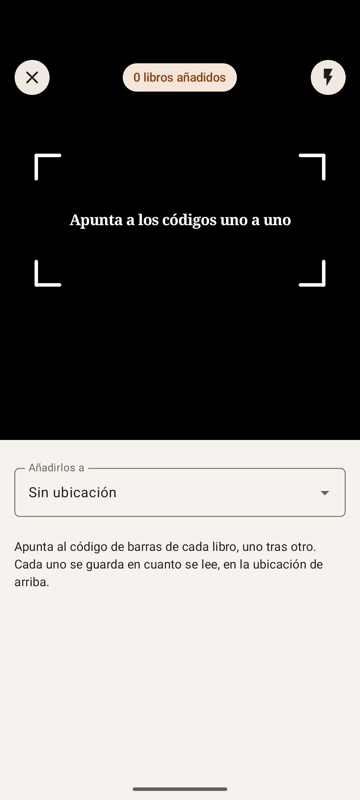 0 libros añadidos
Apunta a los códigos uno a uno
Añadirlos a
Sin ubicación
Apunta al código de barras de cada libro, uno tras otro.
Cada uno se guarda en cuanto se lee, en la ubicación de
arriba.